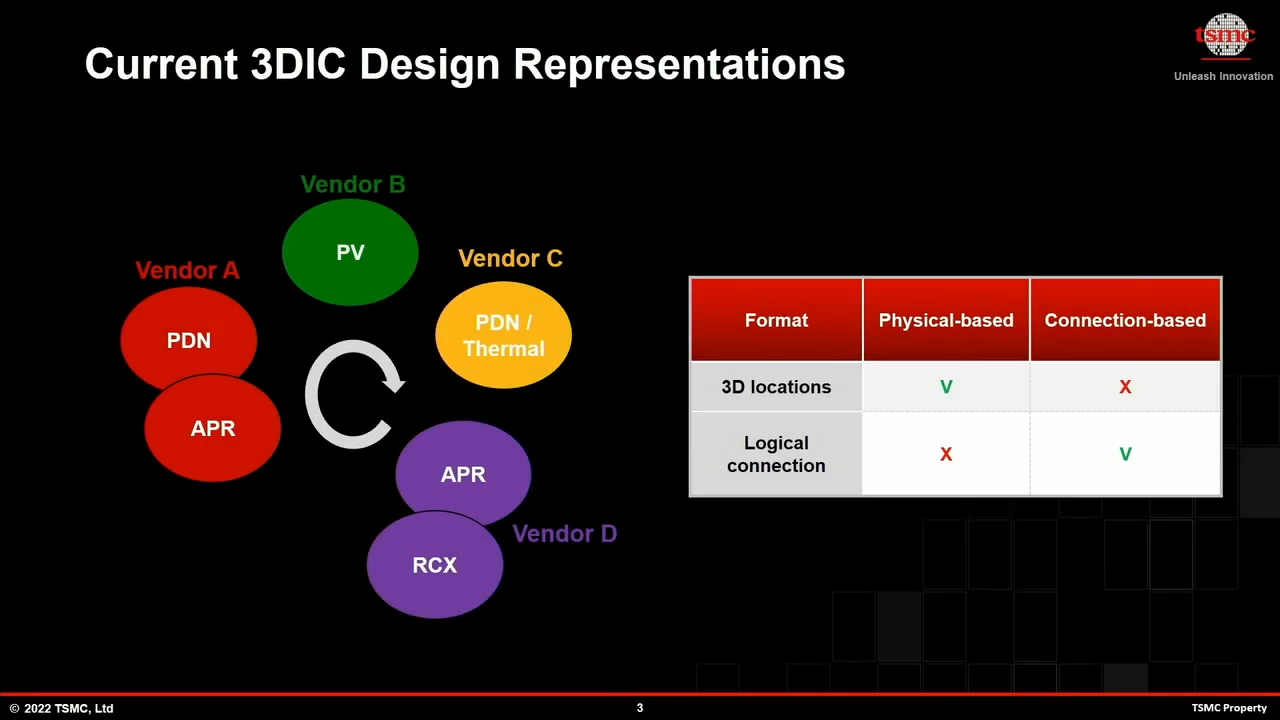 Current 3DIC Design Representations
tsmc
Unleash Innovation
Vendor B
PV
Vendor A
PDN
APR
Vendor C
PDN /
Thermal
APR
Vendor D
RCX
Format Physical-based Connection-based
3D locations V X
Logical
connection V X
© 2022 TSMC, Ltd
3
TSMC Property